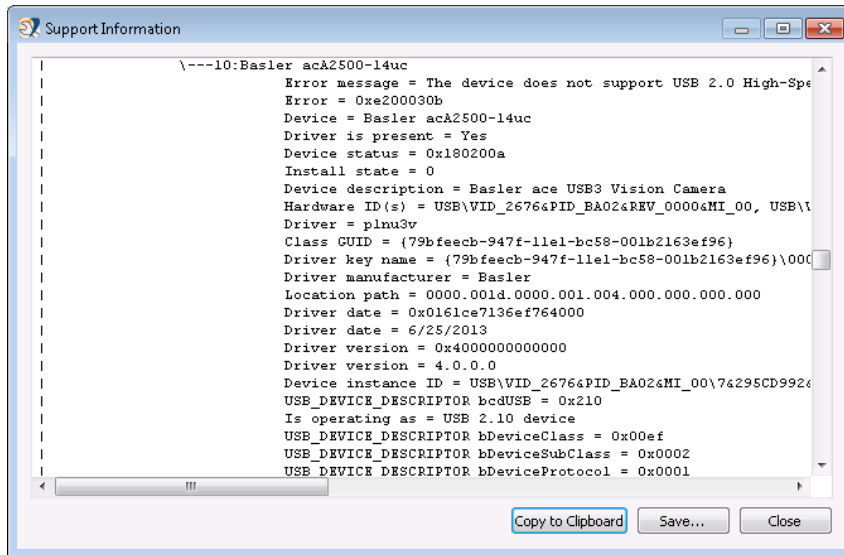 Support Information
| \---10:Basler acA2500-14uc
| Error message = The device does not support USB 2.0 High-Spe
| Error = 0xe200030b
| Device = Basler acA2500-14uc
| Driver is present = Yes
| Device status = 0x180200a
| Install state = 0
| Device description = Basler ace USB3 Vision Camera
| Hardware ID(s) = USB\VID_2676&PID_BA02&REV_0000&MI_00, USB\V
| Driver = plnu3v
| Class GUID = {79bfeecb-947f-11e1-bc58-001b2163ef96}
| Driver key name = {79bfeecb-947f-11e1-bc58-001b2163ef96}\000
| Driver manufacturer = Basler
| Location path = 0000.001d.0000.001.004.000.000.000.000
| Driver date = 0x0161ce7136ef764000
| Driver date = 6/25/2013
| Driver version = 0x4000000000000
| Driver version = 4.0.0.0
| Device instance ID = USB\VID_2676&PID_BA02&MI_00\7&295CD992&
| USB_DEVICE_DESCRIPTOR bcdUSB = 0x210
| Is operating as = USB 2.10 device
| USB_DEVICE_DESCRIPTOR bDeviceClass = 0x00ef
| USB_DEVICE_DESCRIPTOR bDeviceSubClass = 0x0002
| USB_DEVICE_DESCRIPTOR bDeviceProtocol = 0x0001
Copy to Clipboard Save... Close